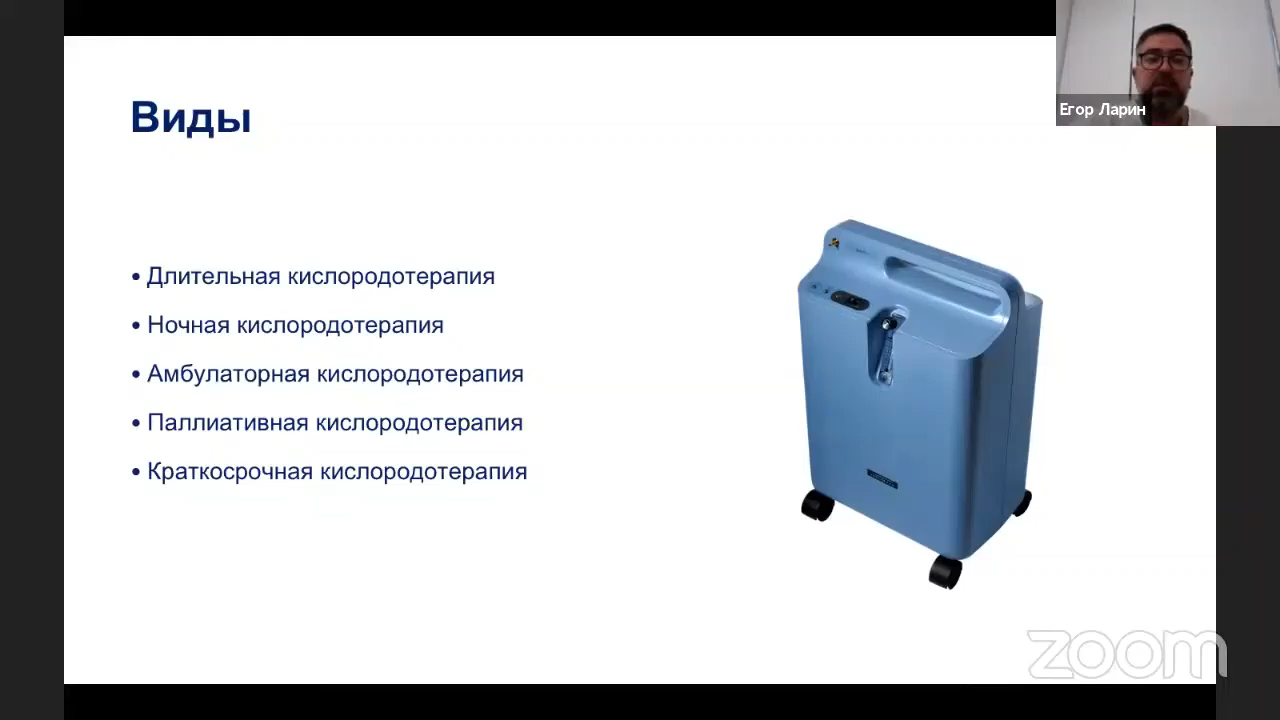 Виды
Егор Ларин
• Длительная кислородотерапия
• Ночная кислородотерапия
• Амбулаторная кислородотерапия
• Паллиативная кислородотерапия
• Краткосрочная кислородотерапия
zoom